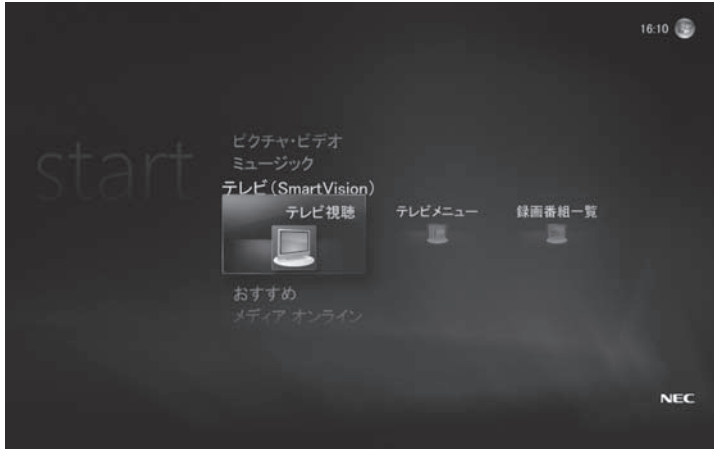 16:10
start
ピクチャ・ビデオ
ミュージック
テレビ(SmartVision)
テレビ視聴 テレビメニュー 録画番組一覧
おすすめ
メディア オンライン
NEC